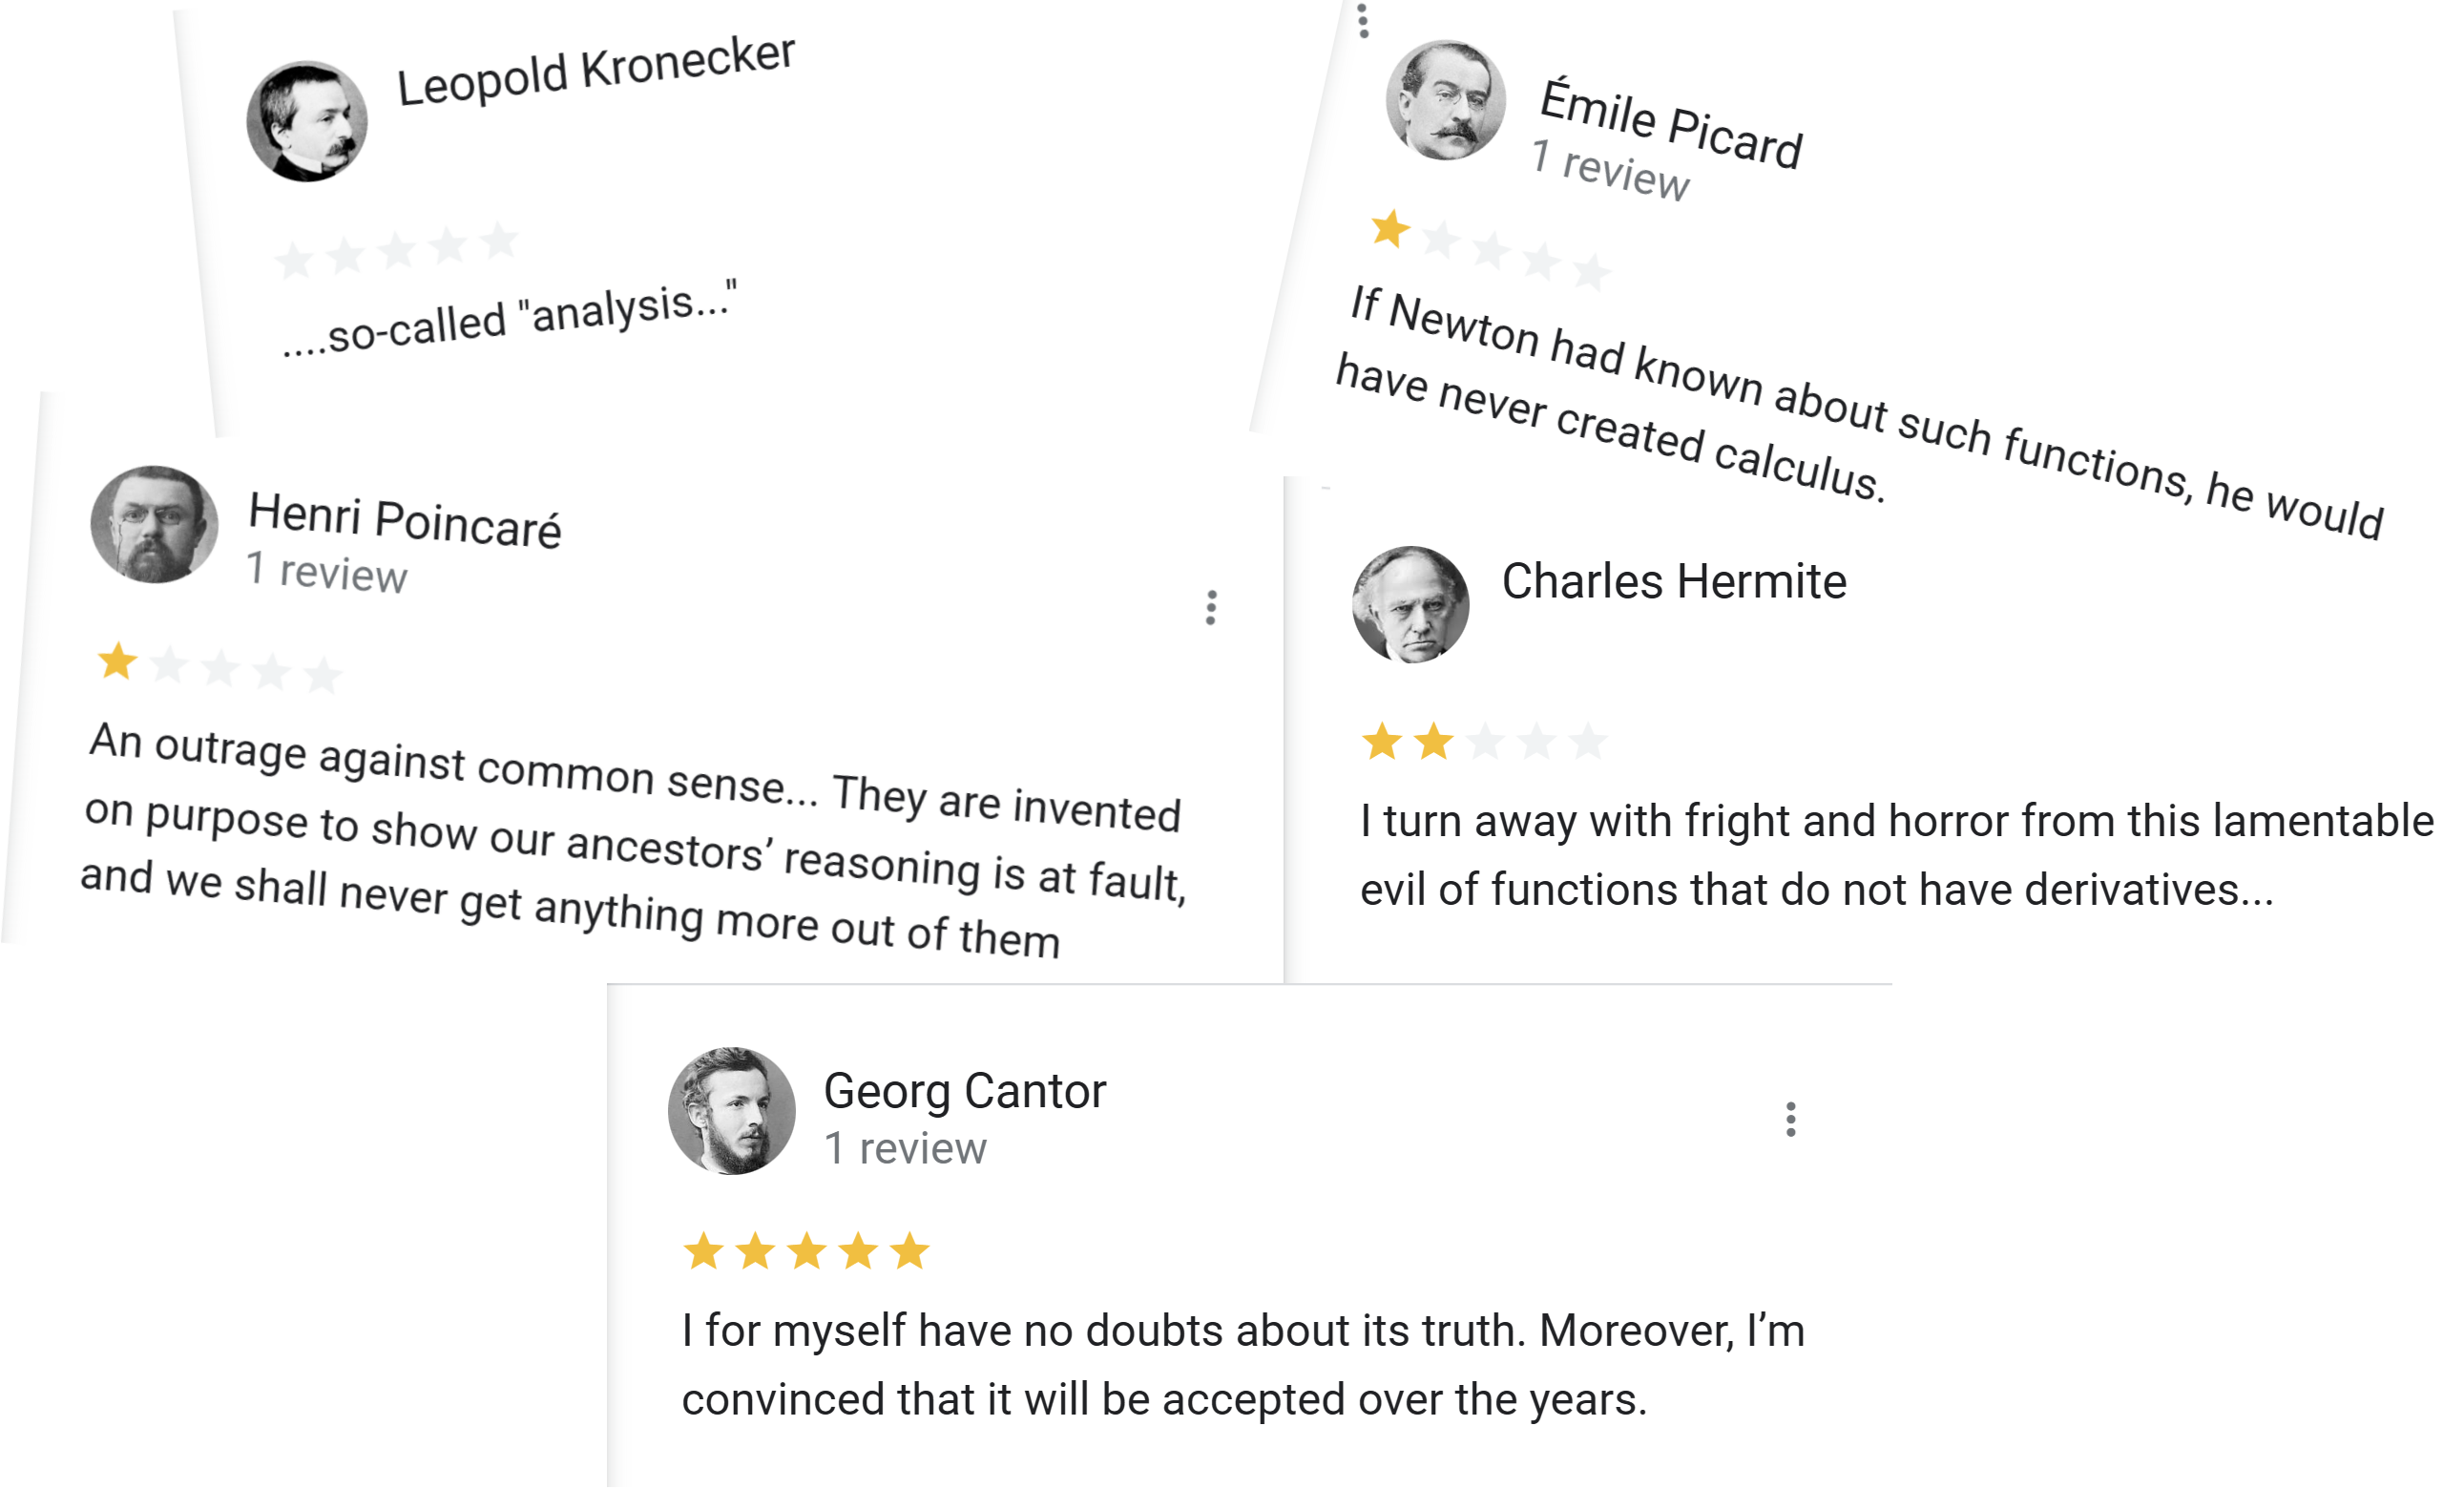 Leopold Kronecker
....so-called "analysis..."
Émile Picard
1 review
If Newton had known about such functions, he would
have never created calculus.
Henri Poincaré
1 review
An outrage against common sense... They are invented
on purpose to show our ancestors’ reasoning is at fault,
and we shall never get anything more out of them
Charles Hermite
I turn away with fright and horror from this lamentable
evil of functions that do not have derivatives...
Georg Cantor
1 review
I for myself have no doubts about its truth. Moreover, I’m
convinced that it will be accepted over the years.